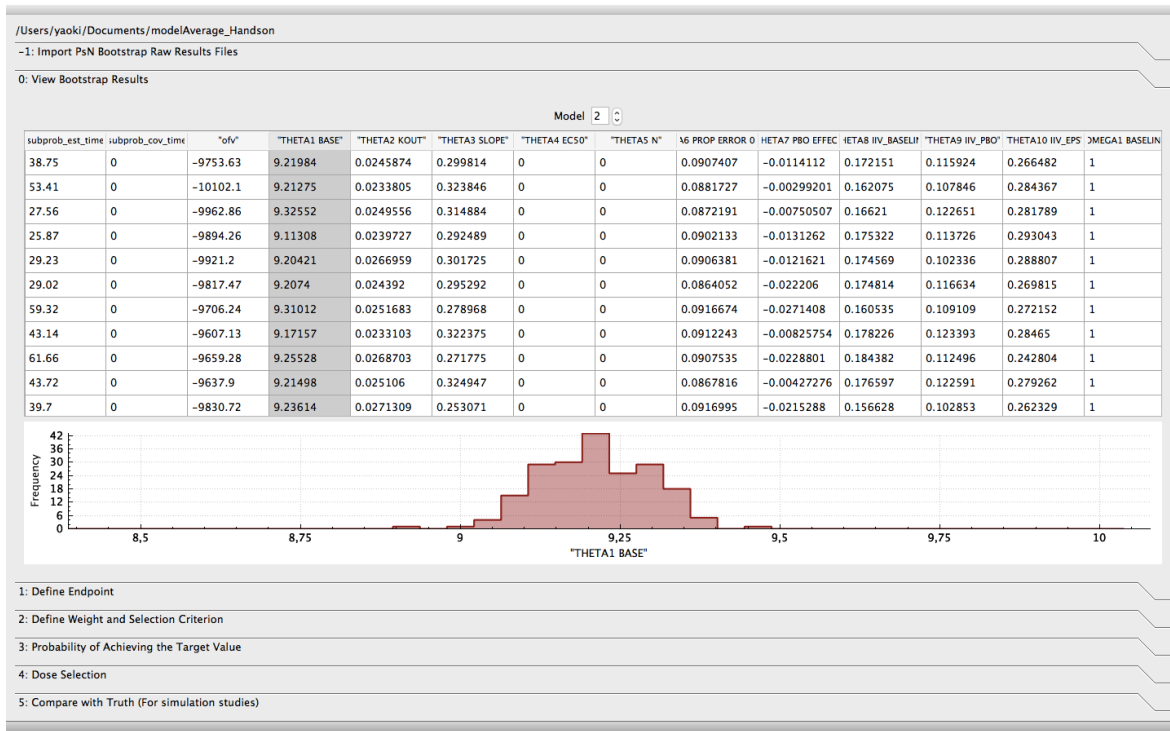 /Users/yaoki/Documents/modelAverage_Handson
-1: Import PsN Bootstrap Raw Results Files
0: View Bootstrap Results
Model 2
subprob_est_time subprob_cov_time "ofv" "THETA1 BASE" "THETA2 KOUT" "THETA3 SLOPE" "THETA4 EC50" "THETA5 N" A6 PROP ERROR 0 HETA7 PBO EFFEC HETA8 IIV_BASELIN "THETA9 IIV_PBO" THETA10 IIV_EPS OMEGA1 BASELIN
38.75 0 -9753.63 9.21984 0.0245874 0.299814 0 0 0.0907407 -0.0114112 0.172151 0.115924 0.266482 1
53.41 0 -10102.1 9.21275 0.0233805 0.323846 0 0 0.0881727 -0.00299201 0.162075 0.107846 0.284367 1
27.56 0 -9962.86 9.32552 0.0249556 0.314884 0 0 0.0872191 -0.00750507 0.16621 0.122651 0.281789 1
25.87 0 -9894.26 9.11308 0.0239727 0.292489 0 0 0.0902133 -0.0131262 0.175322 0.113726 0.293043 1
29.23 0 -9921.2 9.20421 0.0266959 0.301725 0 0 0.0906381 -0.0121621 0.174569 0.102336 0.288807 1
29.02 0 -9817.47 9.2074 0.024392 0.295292 0 0 0.0864052 -0.022206 0.174814 0.116634 0.269815 1
59.32 0 -9706.24 9.31012 0.0251683 0.278968 0 0 0.0916674 -0.0271408 0.160535 0.109109 0.272152 1
43.14 0 -9607.13 9.17157 0.0233103 0.322375 0 0 0.0912243 -0.00825754 0.178226 0.123393 0.28465 1
61.66 0 -9659.28 9.25528 0.0268703 0.271775 0 0 0.0907535 -0.0228801 0.184382 0.112496 0.242804 1
43.72 0 -9637.9 9.21498 0.025106 0.324947 0 0 0.0867816 -0.00427276 0.176597 0.122591 0.279262 1
39.7 0 -9830.72 9.23614 0.0271309 0.253071 0 0 0.0916995 -0.0215288 0.156628 0.102853 0.262329 1
42
36
30
24
18
12
6
0
Frequency
8,5 8,75 9 9,25 9,5 9,75 10
"THETA1 BASE"
1: Define Endpoint
2: Define Weight and Selection Criterion
3: Probability of Achieving the Target Value
4: Dose Selection
5: Compare with Truth (For simulation studies)